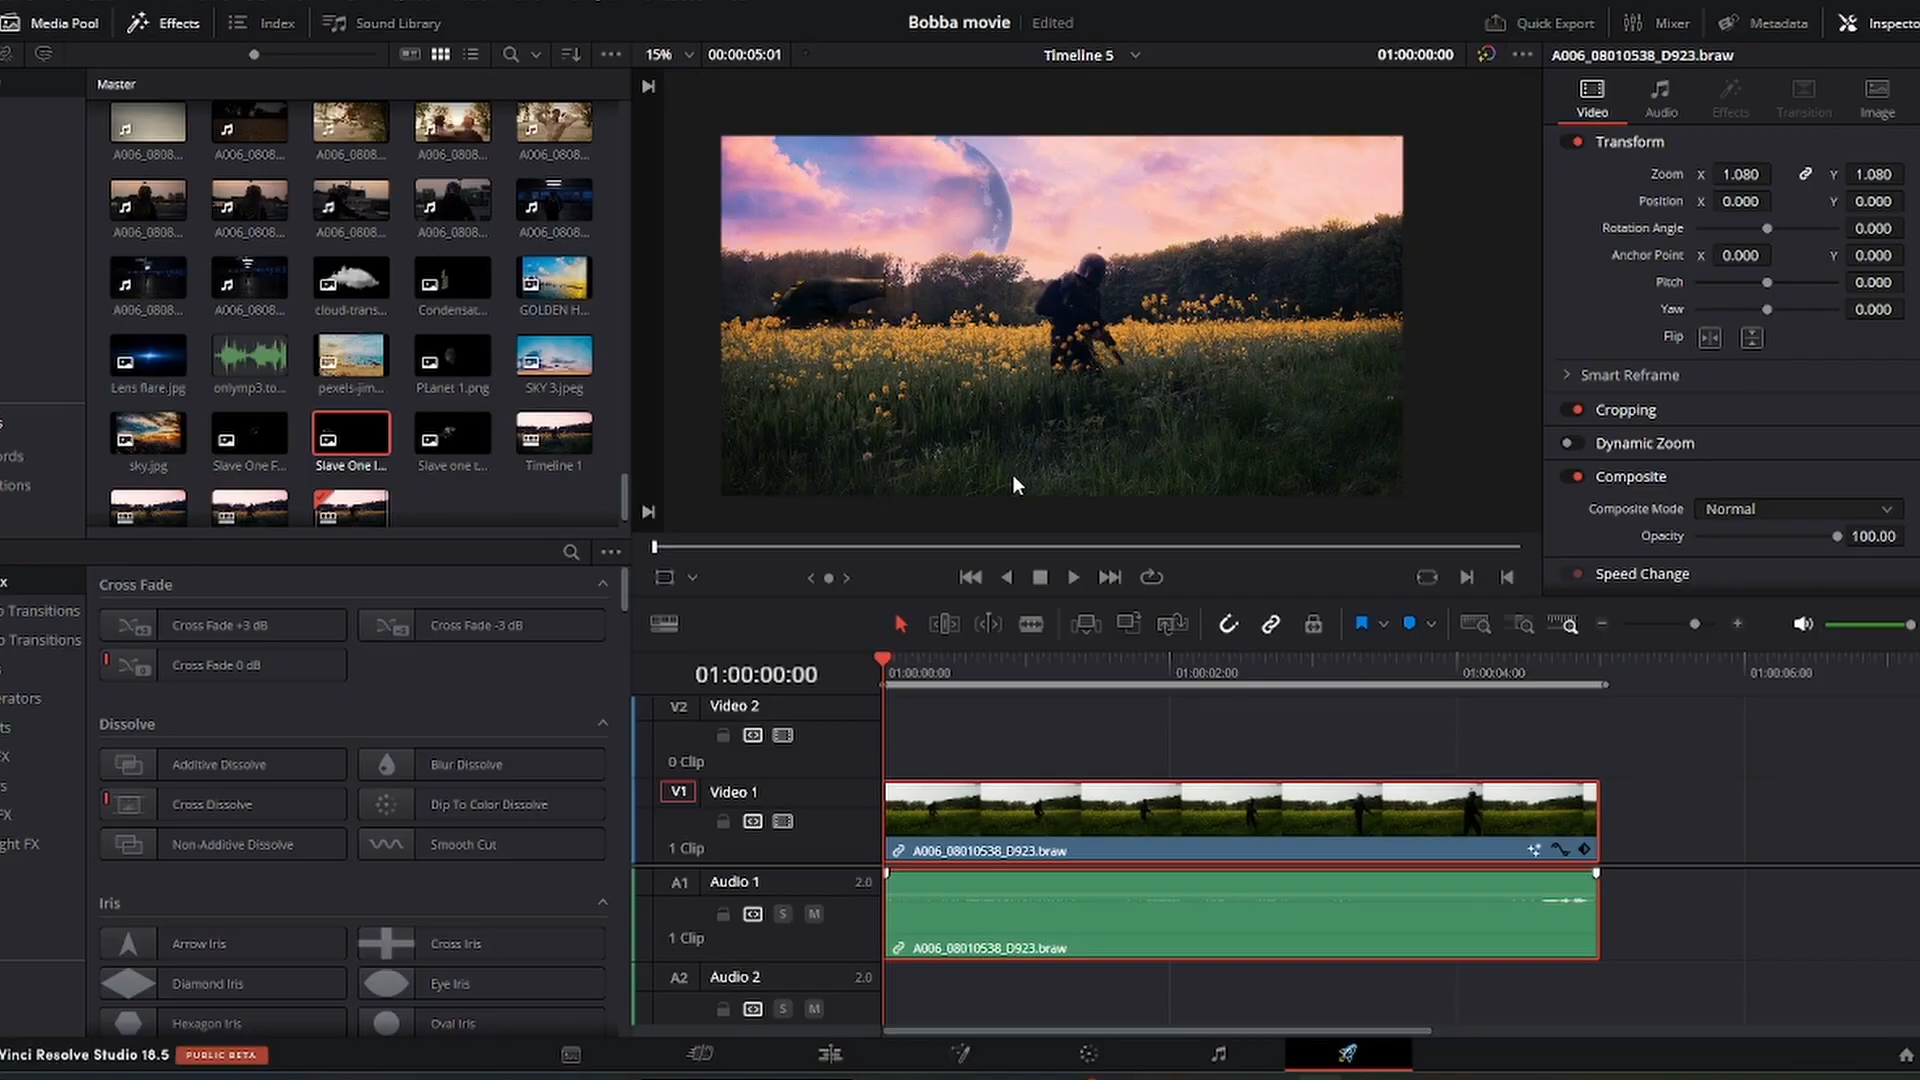 Media Pool
Effects
Index
Sound Library
Bobba movie
Edited
Quick Export
Mixer
Metadata
Inspecto
15%
00:00:05:01
Timeline 5
01:00:00:00
A006_08010538_D923.braw
Master
Video
Audio
Effects
Transition
Image
A006_0808...
A006_0808...
A006_0808...
A006_0808...
A006_0808...
A006_0808...
A006_0808...
A006_0808...
A006_0808...
A006_0808...
A006_0808...
A006_0808...
cloud-trans...
Condensat...
GOLDEN H...
Lens flare.jpg
onlymp3.to...
pexels-jim...
PLanet 1.png
SKY 3.jpeg
sky.jpg
Slave One F...
Slave One I...
Slave one t...
Timeline 1
Transform
Zoom X 1.080 Y 1.080
Position X 0.000 Y 0.000
Rotation Angle 0.000
Anchor Point X 0.000 Y 0.000
Pitch 0.000
Yaw 0.000
Flip
Smart Reframe
Cropping
Dynamic Zoom
Composite
Composite Mode Normal
Opacity 100.00
Speed Change
s
ords
tions
x
o Transitions
o Transitions
s
erators
ts
X
s
FX
ght FX
Cross Fade
Cross Fade +3 dB
Cross Fade -3 dB
Cross Fade 0 dB
Dissolve
Additive Dissolve
Blur Dissolve
Cross Dissolve
Dip To Color Dissolve
Non-Additive Dissolve
Smooth Cut
Iris
Arrow Iris
Cross Iris
Diamond Iris
Eye Iris
Hexagon Iris
Oval Iris
01:00:00:00
01:00:00:00
01:00:02:00
01:00:04:00
01:00:06:00
V2 Video 2
0 Clip
V1 Video 1
1 Clip
A006_08010538_D923.braw
A1 Audio 1 2.0
S M
1 Clip
A006_08010538_D923.braw
A2 Audio 2 2.0
S M
Vinci Resolve Studio 18.5
PUBLIC BETA